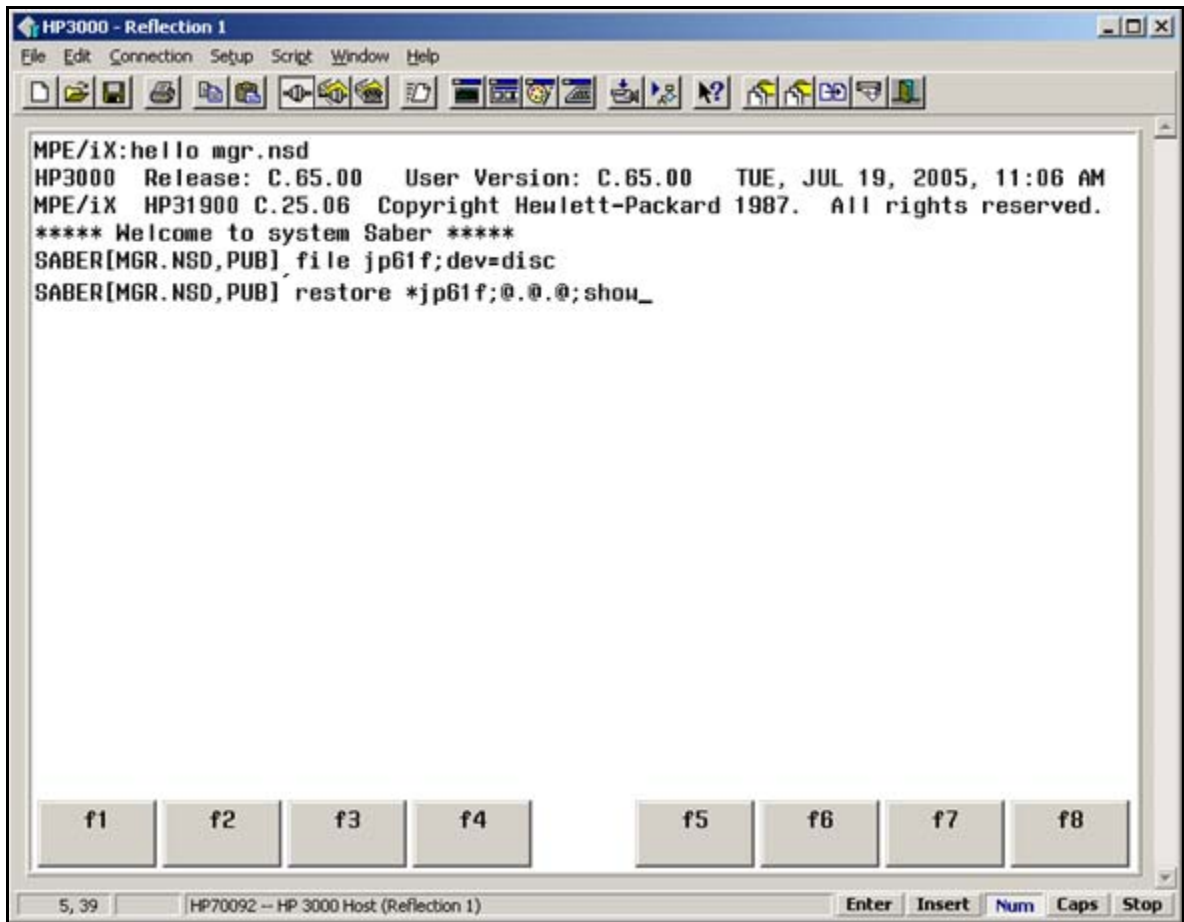 HP3000 - Reflection 1
File Edit Connection Setup Script Window Help
MPE/iX:hello mgr.nsd
HP3000  Release: C.65.00   User Version: C.65.00   TUE, JUL 19, 2005, 11:06 AM
MPE/iX  HP31900 C.25.06  Copyright Hewlett-Packard 1987.  All rights reserved.
***** Welcome to system Saber *****
SABER[MGR.NSD,PUB] file jp61f;dev=disc
SABER[MGR.NSD,PUB] restore *jp61f;@.@.@;show_
f1 f2 f3 f4 f5 f6 f7 f8
5, 39 HP70092 -- HP 3000 Host (Reflection 1) Enter Insert Num Caps Stop